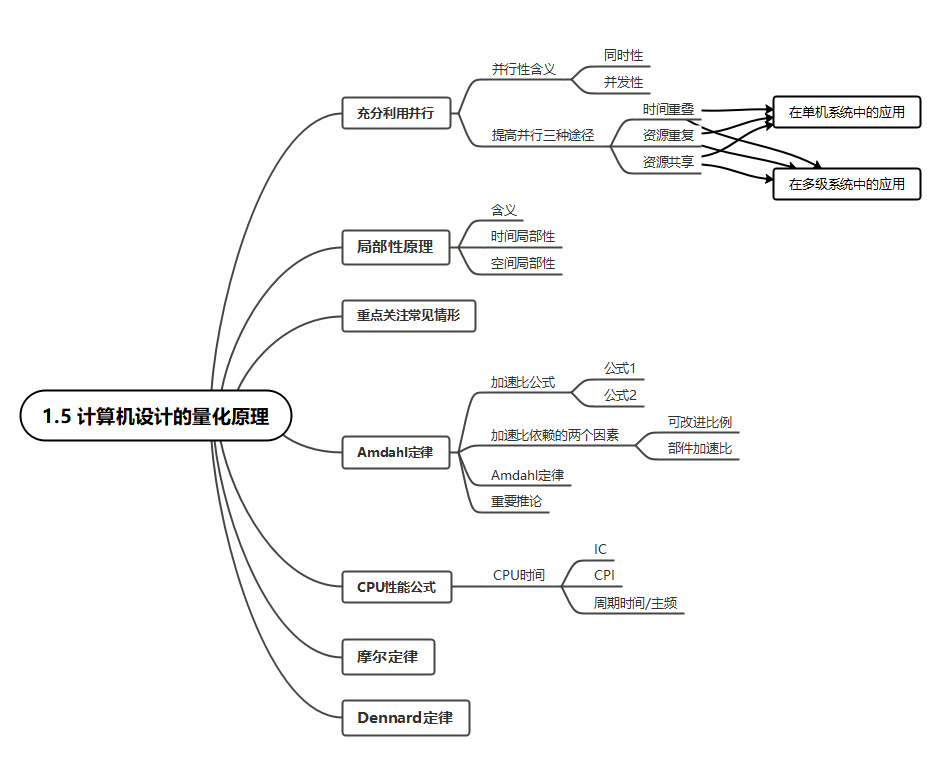 1.5 计算机设计的量化原理
充分利用并行
并行性含义
同时性
并发性
提高并行三种途径
时间重叠
资源重复
资源共享
在单机系统中的应用
在多级系统中的应用
局部性原理
含义
时间局部性
空间局部性
重点关注常见情形
Amdahl定律
加速比公式
公式1
公式2
加速比依赖的两个因素
可改进比例
部件加速比
Amdahl定律
重要推论
CPU性能公式
CPU时间
IC
CPI
周期时间/主频
摩尔定律
Dennard定律